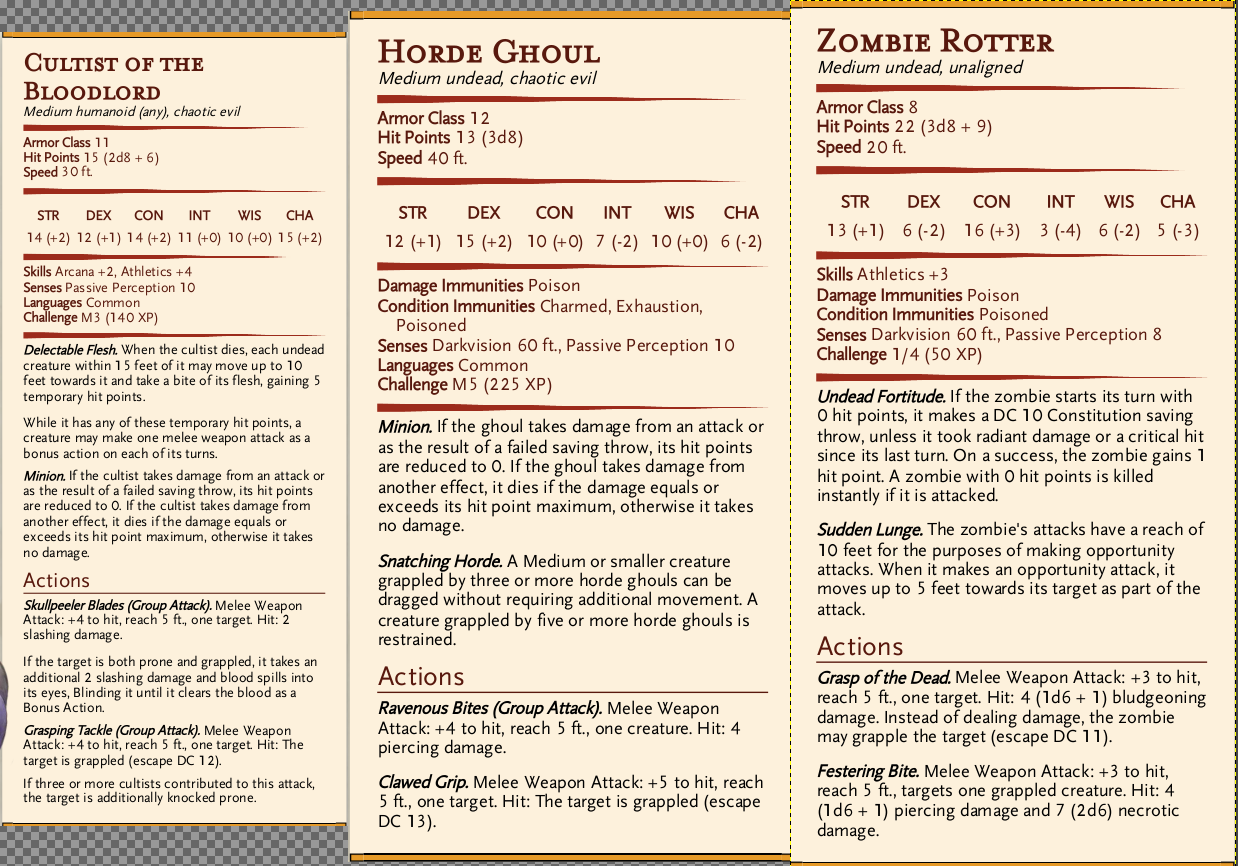 Cultist of the
Bloodlord
Medium humanoid (any), chaotic evil
Armor Class 11
Hit Points 15 (2d8 + 6)
Speed 30 ft.
STR DEX CON INT WIS CHA
14 (+2) 12 (+1) 14 (+2) 11 (+0) 10 (+0) 15 (+2)
Skills Arcana +2, Athletics +4
Senses Passive Perception 10
Languages Common
Challenge M3 (140 XP)
Delectable Flesh. When the cultist dies, each undead
creature within 15 feet of it may move up to 10
feet towards it and take a bite of its flesh, gaining 5
temporary hit points.
While it has any of these temporary hit points, a
creature may make one melee weapon attack as a
bonus action on each of its turns.
Minion. If the cultist takes damage from an attack or
as the result of a failed saving throw, its hit points
are reduced to 0. If the cultist takes damage from
another effect, it dies if the damage equals or
exceeds its hit point maximum, otherwise it takes
no damage.
Actions
Skullpeeler Blades (Group Attack). Melee Weapon
Attack: +4 to hit, reach 5 ft., one target. Hit: 2
slashing damage.
If the target is both prone and grappled, it takes an
additional 2 slashing damage and blood spills into
its eyes, Blinding it until it clears the blood as a
Bonus Action.
Grasping Tackle (Group Attack). Melee Weapon
Attack: +4 to hit, reach 5 ft., one target. Hit: The
target is grappled (escape DC 12).
If three or more cultists contributed to this attack,
the target is additionally knocked prone.
Horde Ghoul
Medium undead, chaotic evil
Armor Class 12
Hit Points 13 (3d8)
Speed 40 ft.
STR DEX CON INT WIS CHA
12 (+1) 15 (+2) 10 (+0) 7 (-2) 10 (+0) 6 (-2)
Damage Immunities Poison
Condition Immunities Charmed, Exhaustion,
Poisoned
Senses Darkvision 60 ft., Passive Perception 10
Languages Common
Challenge M5 (225 XP)
Minion. If the ghoul takes damage from an attack or
as the result of a failed saving throw, its hit points
are reduced to 0. If the ghoul takes damage from
another effect, it dies if the damage equals or
exceeds its hit point maximum, otherwise it takes
no damage.
Snatching Horde. A Medium or smaller creature
grappled by three or more horde ghouls can be
dragged without requiring additional movement. A
creature grappled by five or more horde ghouls is
restrained.
Actions
Ravenous Bites (Group Attack). Melee Weapon
Attack: +4 to hit, reach 5 ft., one creature. Hit: 4
piercing damage.
Clawed Grip. Melee Weapon Attack: +5 to hit, reach
5 ft., one target. Hit: The target is grappled (escape
DC 13).
Zombie Rotter
Medium undead, unaligned
Armor Class 8
Hit Points 22 (3d8 + 9)
Speed 20 ft.
STR DEX CON INT WIS CHA
13 (+1) 6 (-2) 16 (+3) 3 (-4) 6 (-2) 5 (-3)
Skills Athletics +3
Damage Immunities Poison
Condition Immunities Poisoned
Senses Darkvision 60 ft., Passive Perception 8
Challenge 1/4 (50 XP)
Undead Fortitude. If the zombie starts its turn with
0 hit points, it makes a DC 10 Constitution saving
throw, unless it took radiant damage or a critical hit
since its last turn. On a success, the zombie gains 1
hit point. A zombie with 0 hit points is killed
instantly if it is attacked.
Sudden Lunge. The zombie's attacks have a reach of
10 feet for the purposes of making opportunity
attacks. When it makes an opportunity attack, it
moves up to 5 feet towards its target as part of the
attack.
Actions
Grasp of the Dead. Melee Weapon Attack: +3 to hit,
reach 5 ft., one target. Hit: 4 (1d6 + 1) bludgeoning
damage. Instead of dealing damage, the zombie
may grapple the target (escape DC 11).
Festering Bite. Melee Weapon Attack: +3 to hit,
reach 5 ft., targets one grappled creature. Hit: 4
(1d6 + 1) piercing damage and 7 (2d6) necrotic
damage.